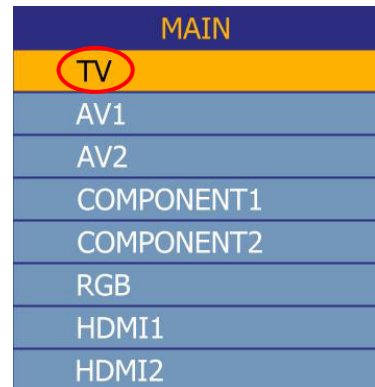 MAIN
TV
AV1
AV2
COMPONENT1
COMPONENT2
RGB
HDMI1
HDMI2